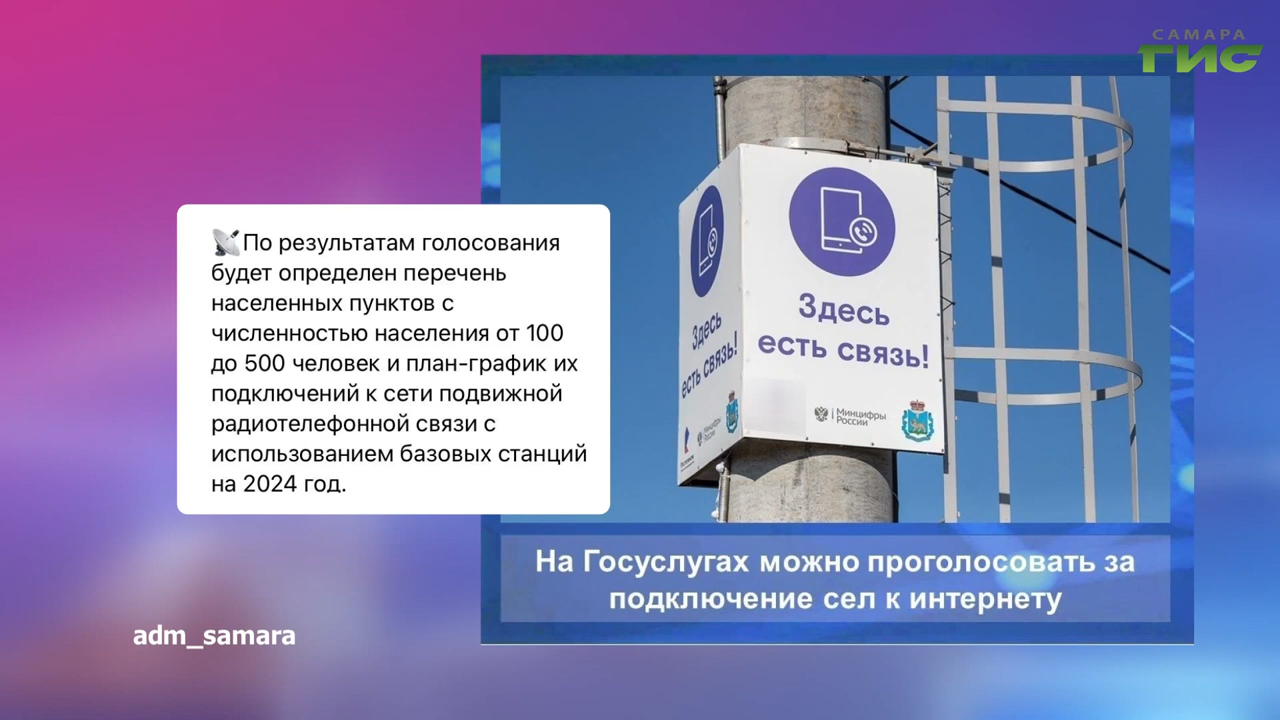 САМАРА
ГИС
📡По результатам голосования
будет определен перечень
населенных пунктов с
численностью населения от 100
до 500 человек и план-график их
подключений к сети подвижной
радиотелефонной связи с
использованием базовых станций
на 2024 год.
Здесь
есть связь!
Здесь
есть связь!
Минцифры
России
Минцифры
России
На Госуслугах можно проголосовать за
подключение сел к интернету
adm_samara